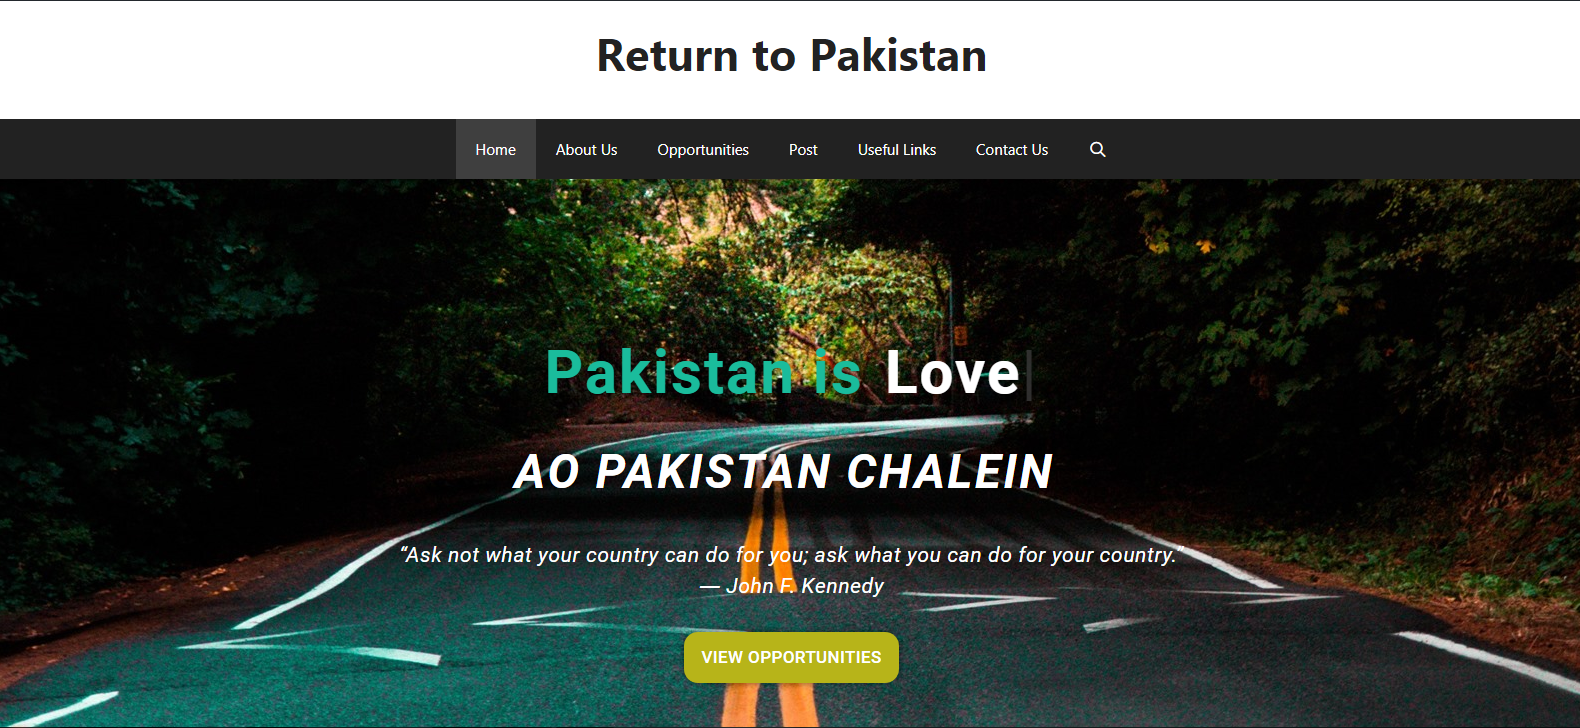 Return to Pakistan
Home About Us Opportunities Post Useful Links Contact Us
Pakistan is Love
AO PAKISTAN CHALEIN
“Ask not what your country can do for you; ask what you can do for your country.”
— John F. Kennedy
VIEW OPPORTUNITIES